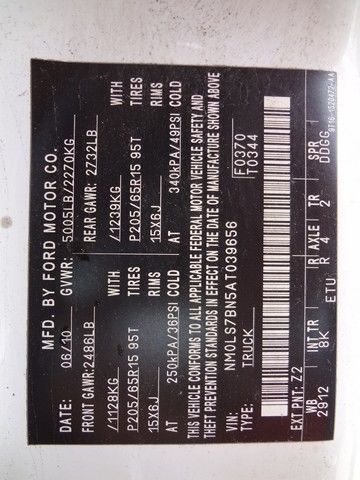 MFD. BY FORD MOTOR CO.
DATE: 06/10 GVWR: 5005LB/2270KG
FRONT GAWR: 2486LB REAR GAWR: 2732LB
/1128KG /1239KG
P205/65R15 95T TIRES P205/65R15 95T TIRES
15X6J RIMS 15X6J RIMS
AT 250kPA/36PSI COLD AT 340kPA/49PSI COLD
THIS VEHICLE CONFORMS TO ALL APPLICABLE FEDERAL MOTOR VEHICLE SAFETY AND
THEFT PREVENTION STANDARDS IN EFFECT ON THE DATE OF MANUFACTURE SHOWN ABOVE
VIN: NM0LS7BN5AT039656
TYPE: TRUCK F0370
T0344
EXT PNT: Z2 ETU
WB INT TR R AXLE TR SPR
2912 8K R 4 2 DDGG
9T16-1520472-AA